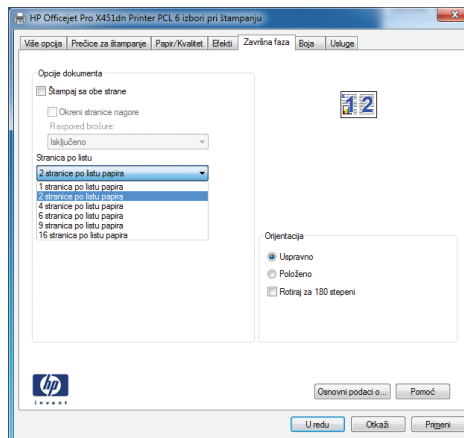 HP Officejet Pro X451dn Printer PCL 6 izbori pri štampanju
Više opcija Prečice za štampanje Papir/Kvalitet Efekti Završna faza Boja Usluge
Opcije dokumenta
Štampaj sa obe strane
Okreni stranice nagore
Raspored brošure:
Isključeno
Stranica po listu
2 stranice po listu papira
1 stranica po listu papira
2 stranice po listu papira
4 stranice po listu papira
6 stranica po listu papira
9 stranica po listu papira
16 stranica po listu papira
1 2
Orijentacija
Uspravno
Položeno
Rotiraj za 180 stepeni
hp
invent
Osnovni podaci o... Pomoć
U redu Otkaži Primeni